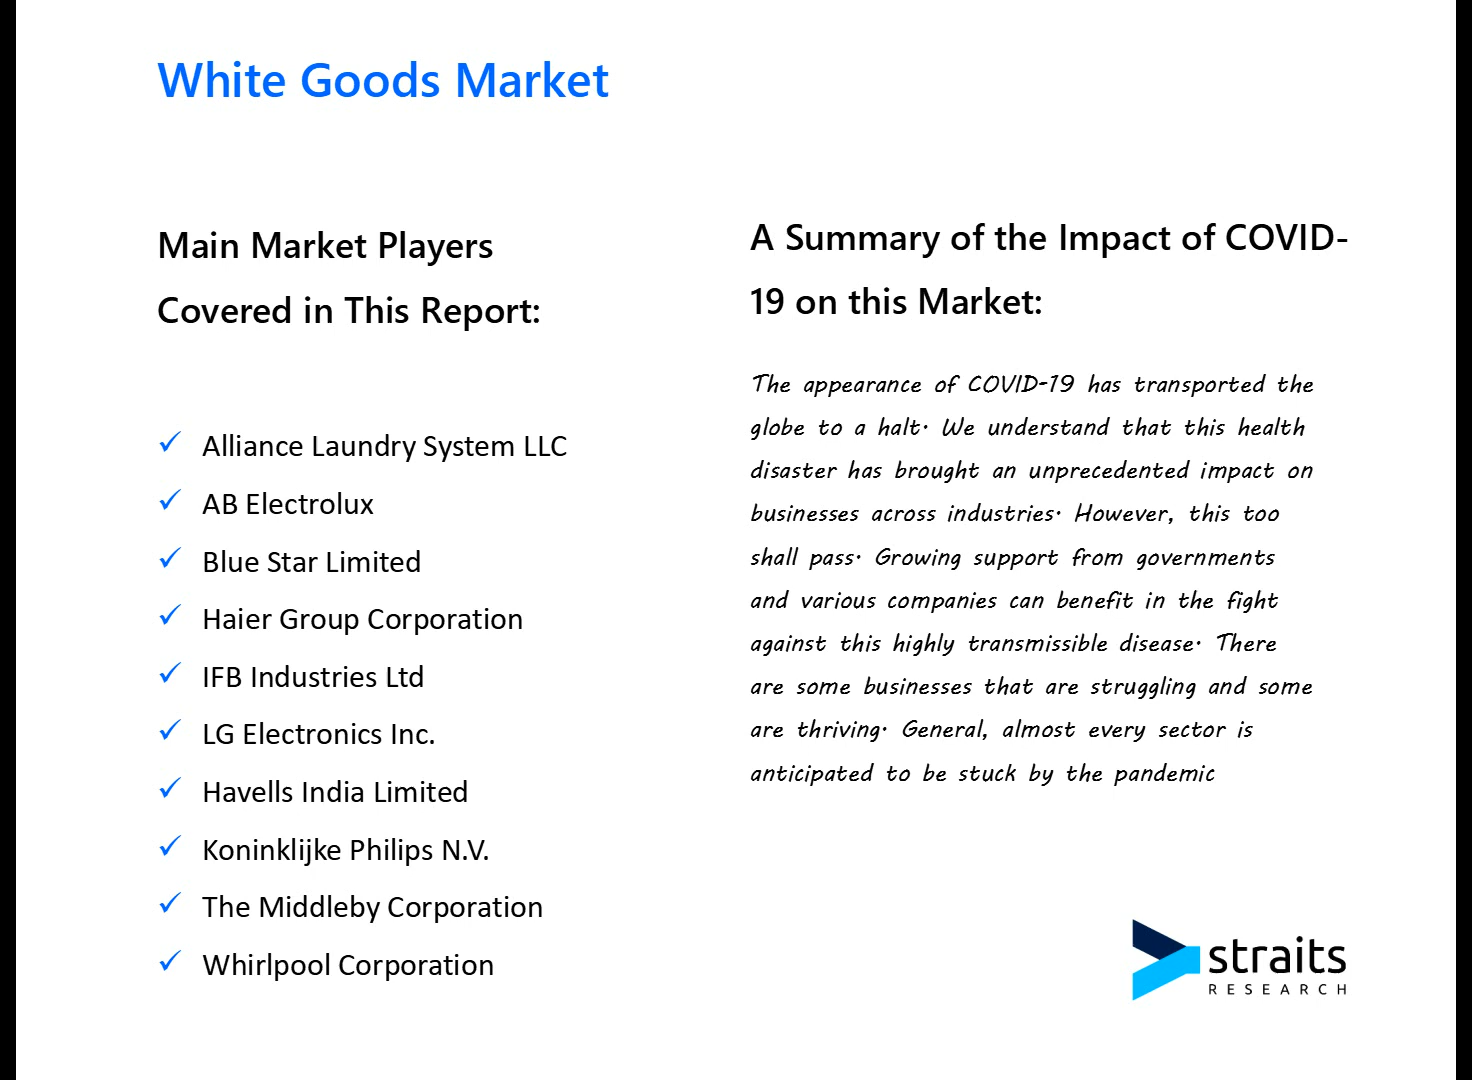 White Goods Market
Main Market Players
Covered in This Report:
Alliance Laundry System LLC
AB Electrolux
Blue Star Limited
Haier Group Corporation
IFB Industries Ltd
LG Electronics Inc.
Havells India Limited
Koninklijke Philips N.V.
The Middleby Corporation
Whirlpool Corporation
A Summary of the Impact of COVID-
19 on this Market:
The appearance of COVID-19 has transported the
globe to a halt. We understand that this health
disaster has brought an unprecedented impact on
businesses across industries. However, this too
shall pass. Growing support from governments
and various companies can benefit in the fight
against this highly transmissible disease. There
are some businesses that are struggling and some
are thriving. General, almost every sector is
anticipated to be stuck by the pandemic
straits
RESEARCH